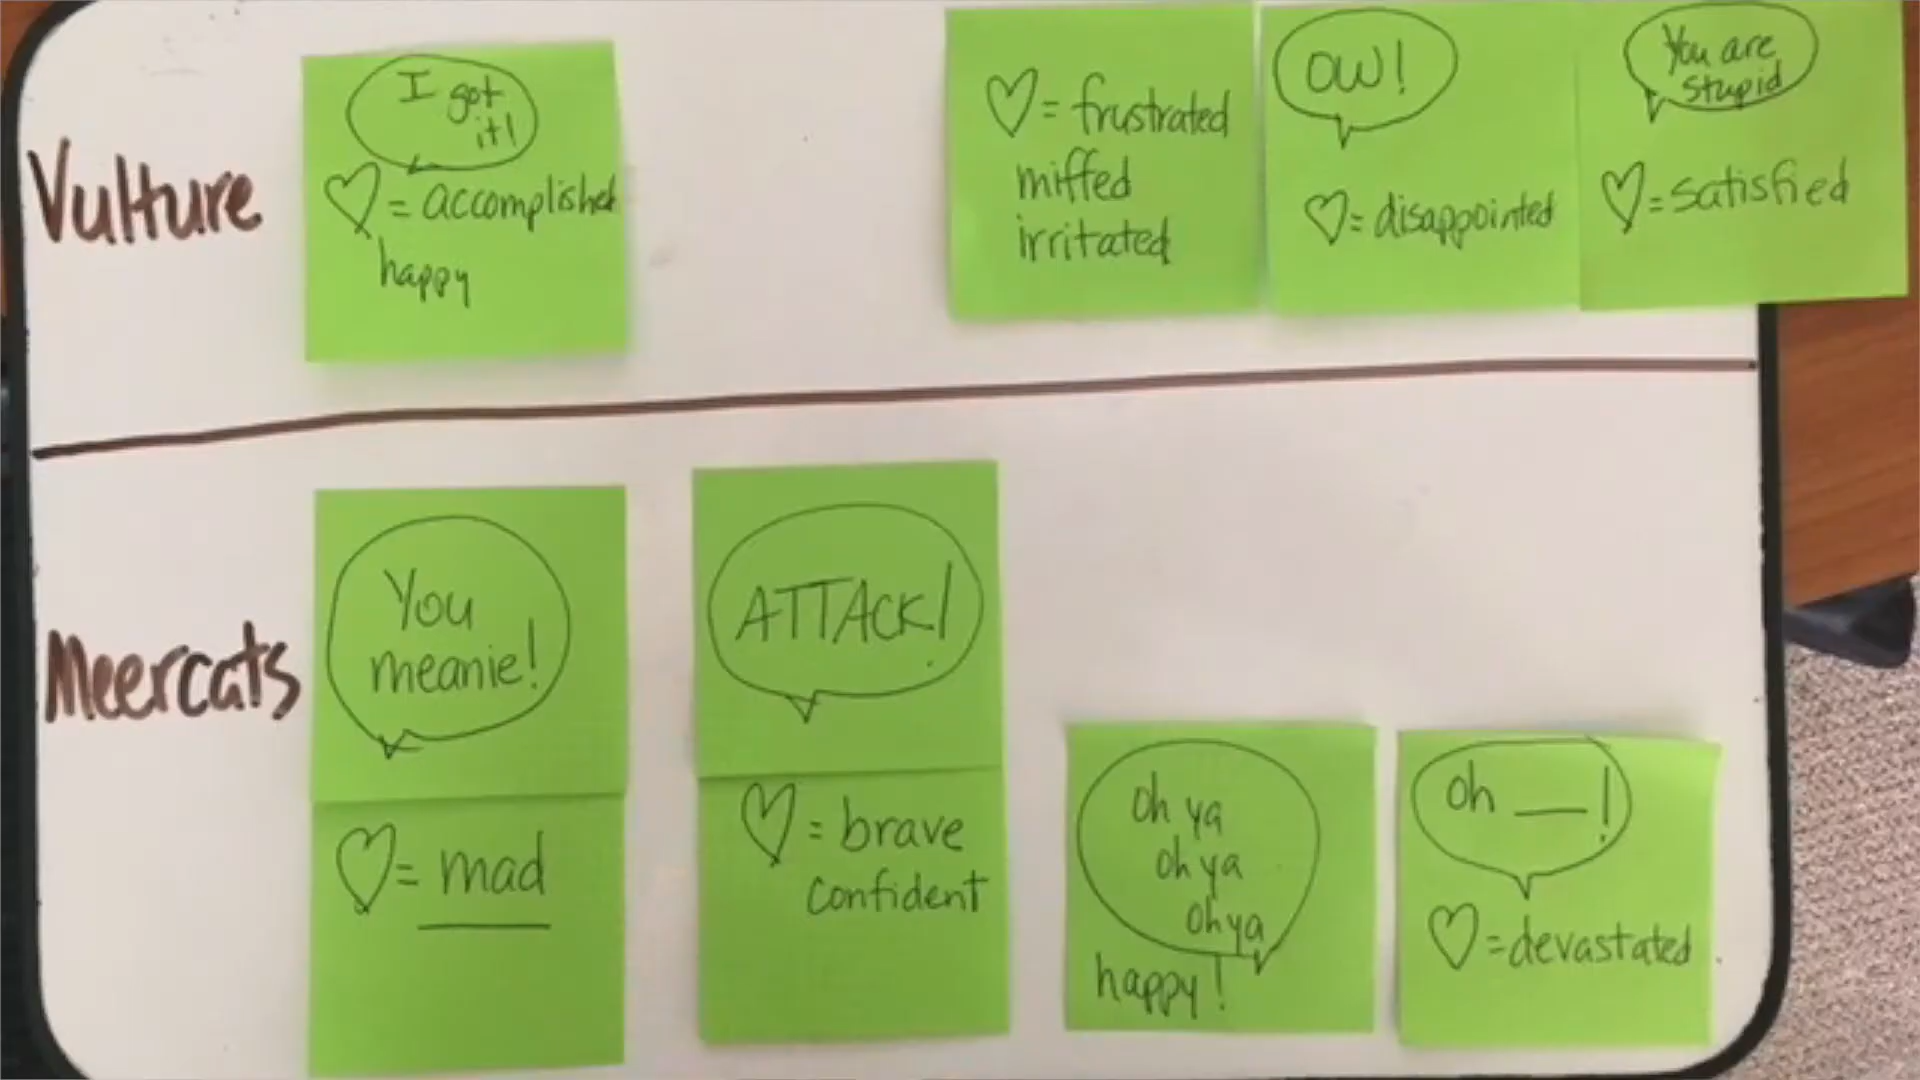 Vulture
I got
it!
♡ = accomplished
happy
♡ = frustrated
miffed
irritated
OW!
♡ = disappointed
You are
stupid
♡ = satisfied
Meercats
You
meanie!
♡ = mad
ATTACK!
♡ = brave
confident
Oh ya
Oh ya
Oh ya
happy!
Oh ___!
♡ = devastated